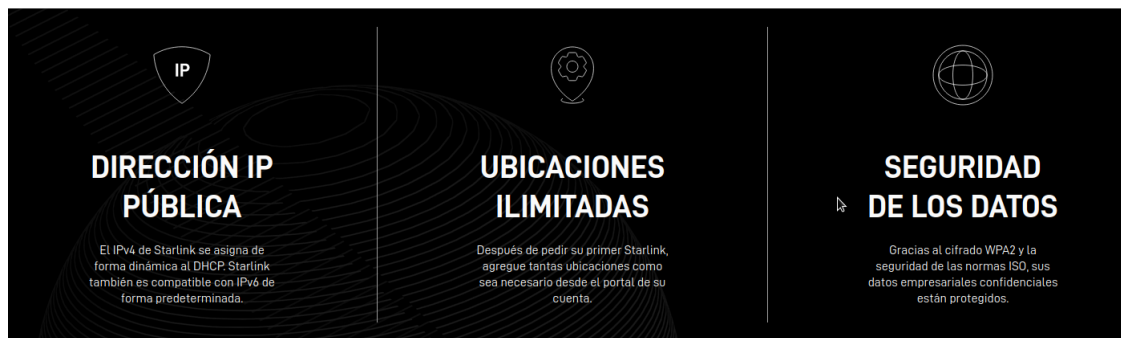 IP
DIRECCIÓN IP
PÚBLICA
El IPv4 de Starlink se asigna de
forma dinámica al DHCP. Starlink
también es compatible con IPv6 de
forma predeterminada.
UBICACIONES
ILIMITADAS
Después de pedir su primer Starlink,
agregue tantas ubicaciones como
sea necesario desde el portal de su
cuenta.
SEGURIDAD
DE LOS DATOS
Gracias al cifrado WPA2 y la
seguridad de las normas ISO, sus
datos empresariales confidenciales
están protegidos.